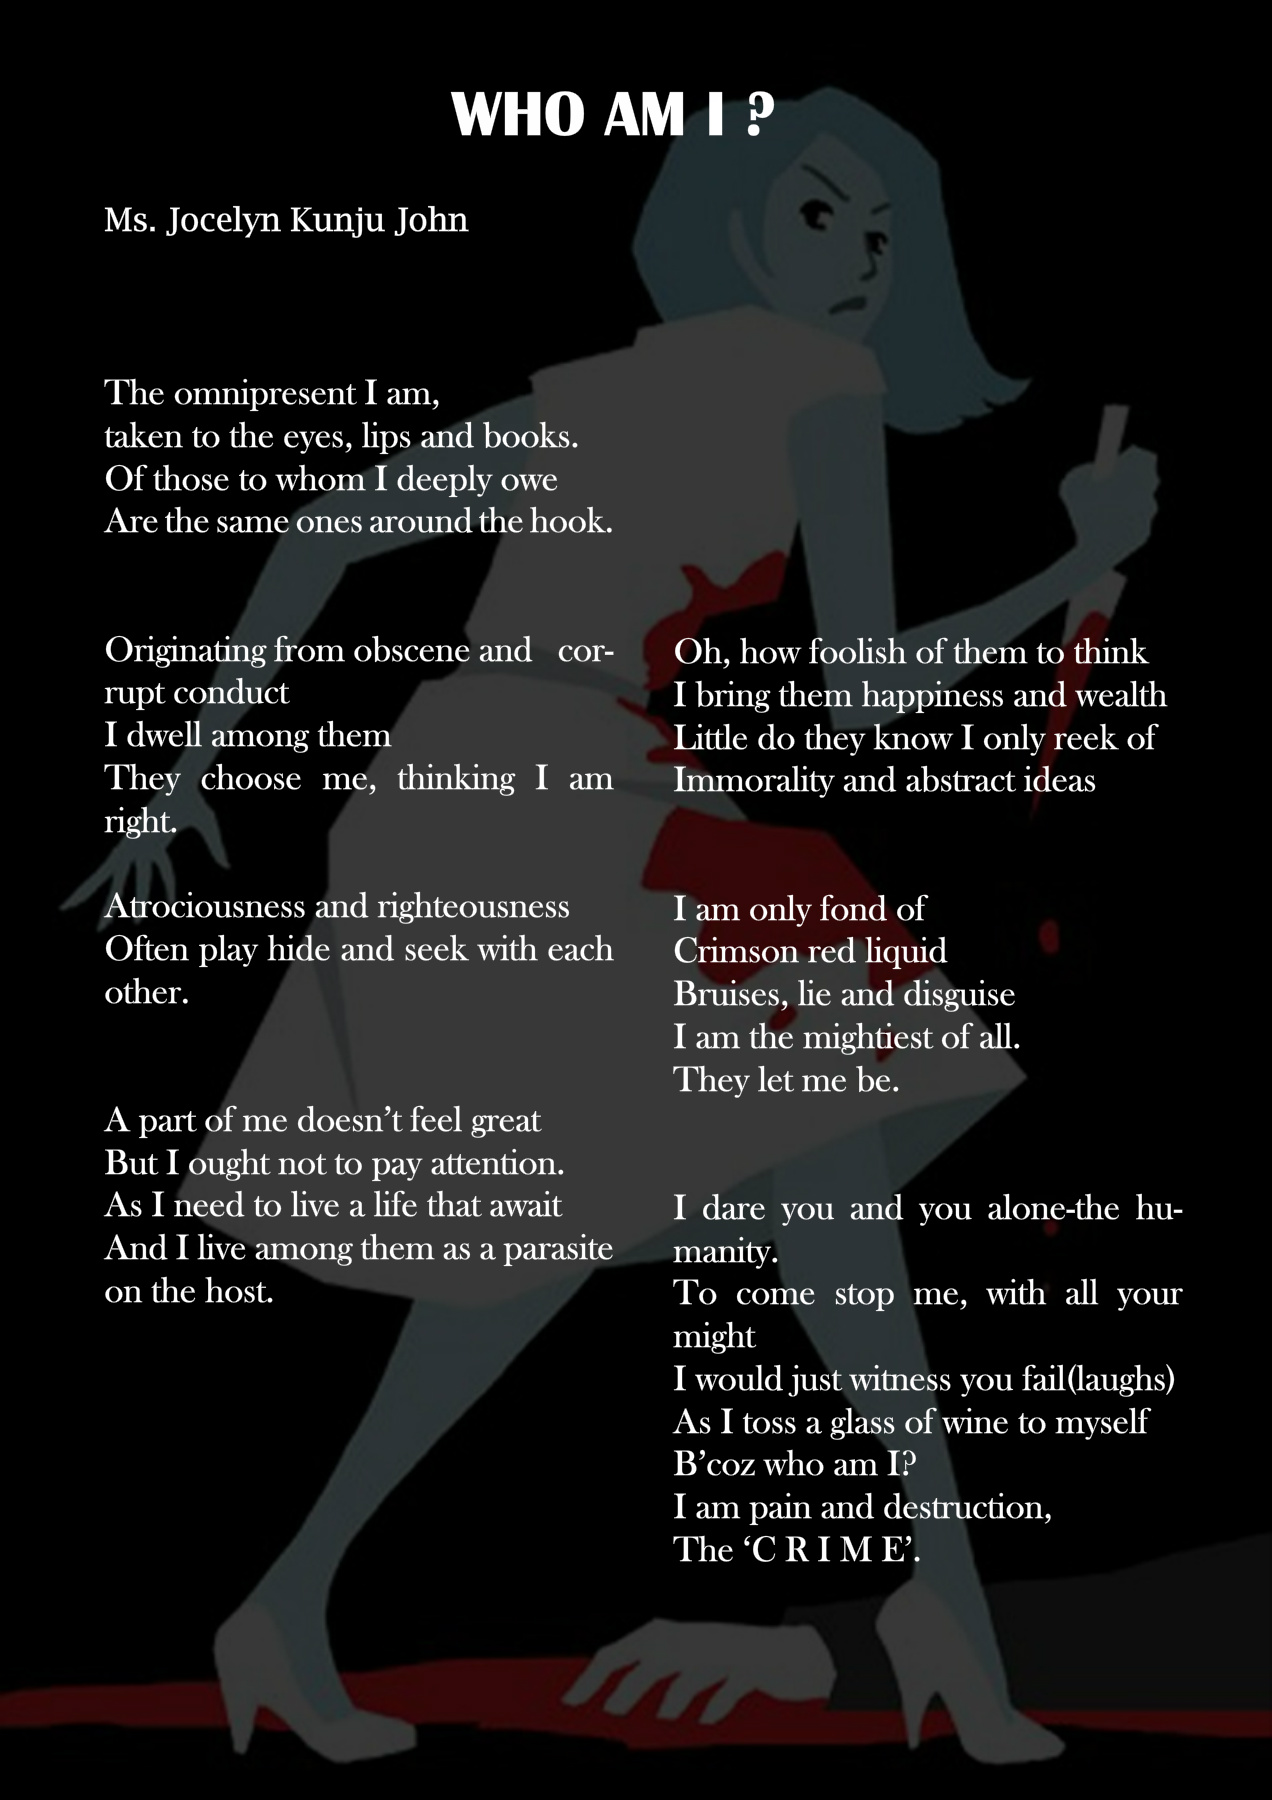 WHO AM I ?
Ms. Jocelyn Kunju John
The omnipresent I am,
taken to the eyes, lips and books.
Of those to whom I deeply owe
Are the same ones around the hook.
Originating from obscene and cor-
rupt conduct
I dwell among them
They choose me, thinking I am
right.
Atrociousness and righteousness
Often play hide and seek with each
other.
A part of me doesn’t feel great
But I ought not to pay attention.
As I need to live a life that await
And I live among them as a parasite
on the host.
Oh, how foolish of them to think
I bring them happiness and wealth
Little do they know I only reek of
Immorality and abstract ideas
I am only fond of
Crimson red liquid
Bruises, lie and disguise
I am the mightiest of all.
They let me be.
I dare you and you alone-the hu-
manity.
To come stop me, with all your
might
I would just witness you fail(laughs)
As I toss a glass of wine to myself
B’coz who am I?
I am pain and destruction,
The ‘C R I M E’.